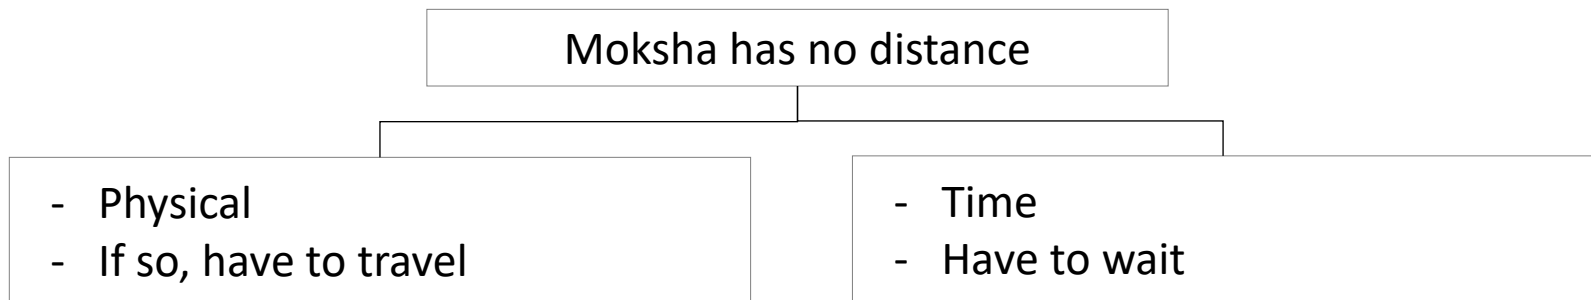 Moksha has no distance
- Physical
- If so, have to travel
- Time
- Have to wait